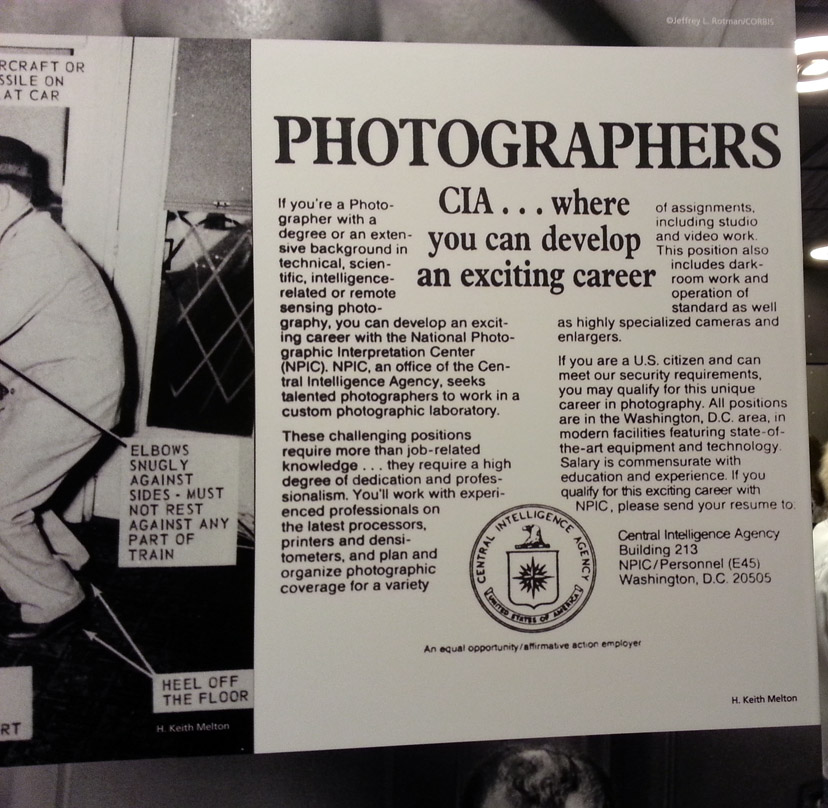 ©Jeffrey L. Rotman/CORBIS
RCRAFT OR
SSILE ON
AT CAR
ELBOWS
SNUGLY
AGAINST
SIDES - MUST
NOT REST
AGAINST ANY
PART OF
TRAIN
HEEL OFF
THE FLOOR
RT
H. Keith Melton
PHOTOGRAPHERS
CIA . . . where
you can develop
an exciting career
If you're a Photo-
grapher with a
degree or an exten-
sive background in
technical, scien-
tific, intelligence-
related or remote
sensing photo-
graphy, you can develop an excit-
ing career with the National Photo-
graphic Interpretation Center
(NPIC). NPIC, an office of the Cen-
tral Intelligence Agency, seeks
talented photographers to work in a
custom photographic laboratory.
These challenging positions
require more than job-related
knowledge . . . they require a high
degree of dedication and profes-
sionalism. You'll work with experi-
enced professionals on
the latest processors,
printers and densi-
tometers, and plan and
organize photographic
coverage for a variety
of assignments,
including studio
and video work.
This position also
includes dark-
room work and
operation of
standard as well
as highly specialized cameras and
enlargers.
If you are a U.S. citizen and can
meet our security requirements,
you may qualify for this unique
career in photography. All positions
are in the Washington, D.C. area, in
modern facilities featuring state-of-
the-art equipment and technology.
Salary is commensurate with
education and experience. If you
qualify for this exciting career with
NPIC, please send your resume to:
Central Intelligence Agency
Building 213
NPIC/Personnel (E45)
Washington, D.C. 20505
CENTRAL INTELLIGENCE AGENCY
UNITED STATES OF AMERICA
An equal opportunity/affirmative action employer
H. Keith Melton